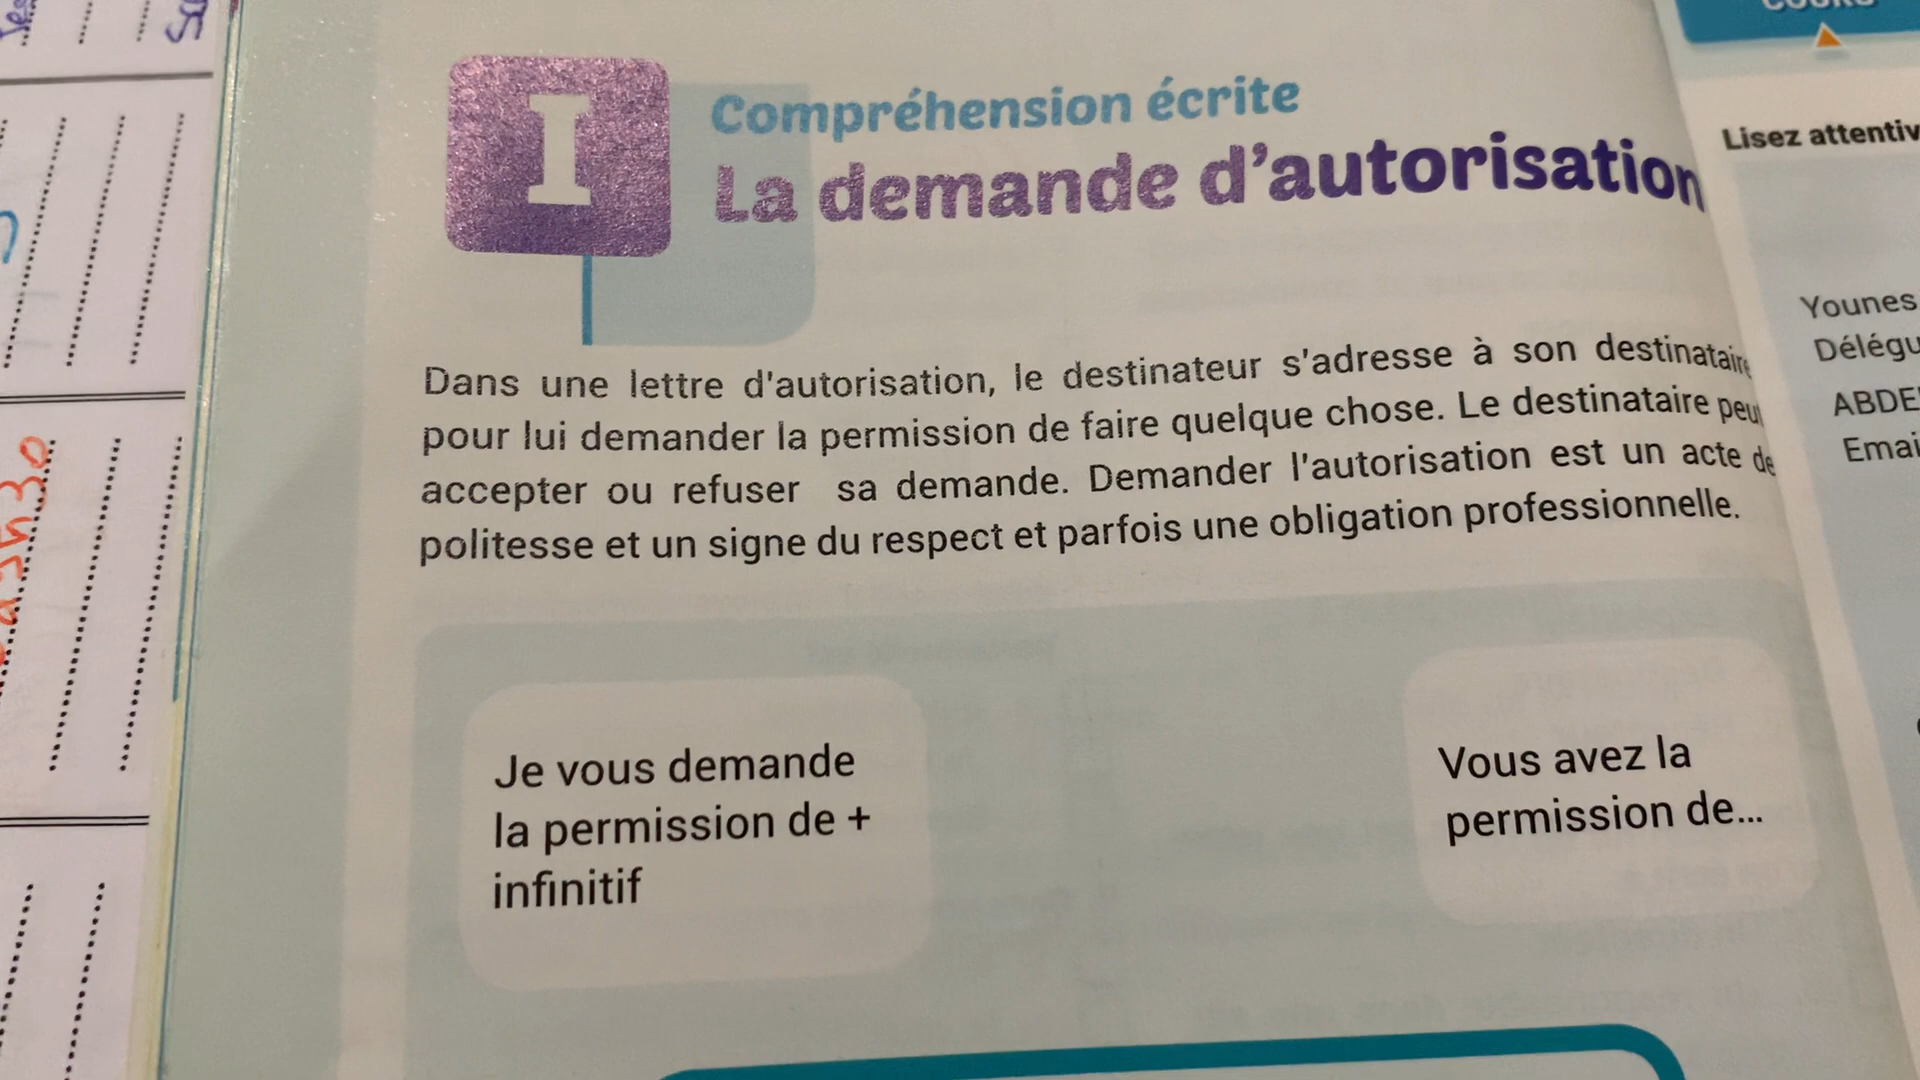 I
Compréhension écrite
La demande d'autorisation
Dans une lettre d'autorisation, le destinateur s'adresse à son destinataire
pour lui demander la permission de faire quelque chose. Le destinataire peu
accepter ou refuser sa demande. Demander l'autorisation est un acte de
politesse et un signe du respect et parfois une obligation professionnelle.
Je vous demande
la permission de +
infinitif
Vous avez la
permission de...
COURS
Lisez attentiv
Younes
Délégu
ABDE
Emai